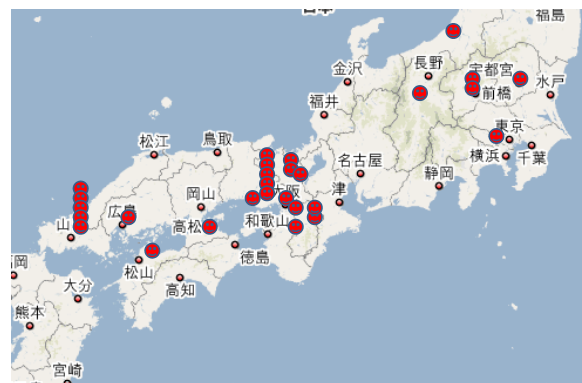 日本
福島
長野
宇都宮
金沢
前橋
水戸
福井
東京
松江
鳥取
横浜
千葉
名古屋
静岡
岡山
大阪
津
広島
山
高松
和歌山
徳島
松山
高知
福岡
大分
熊本
宮崎